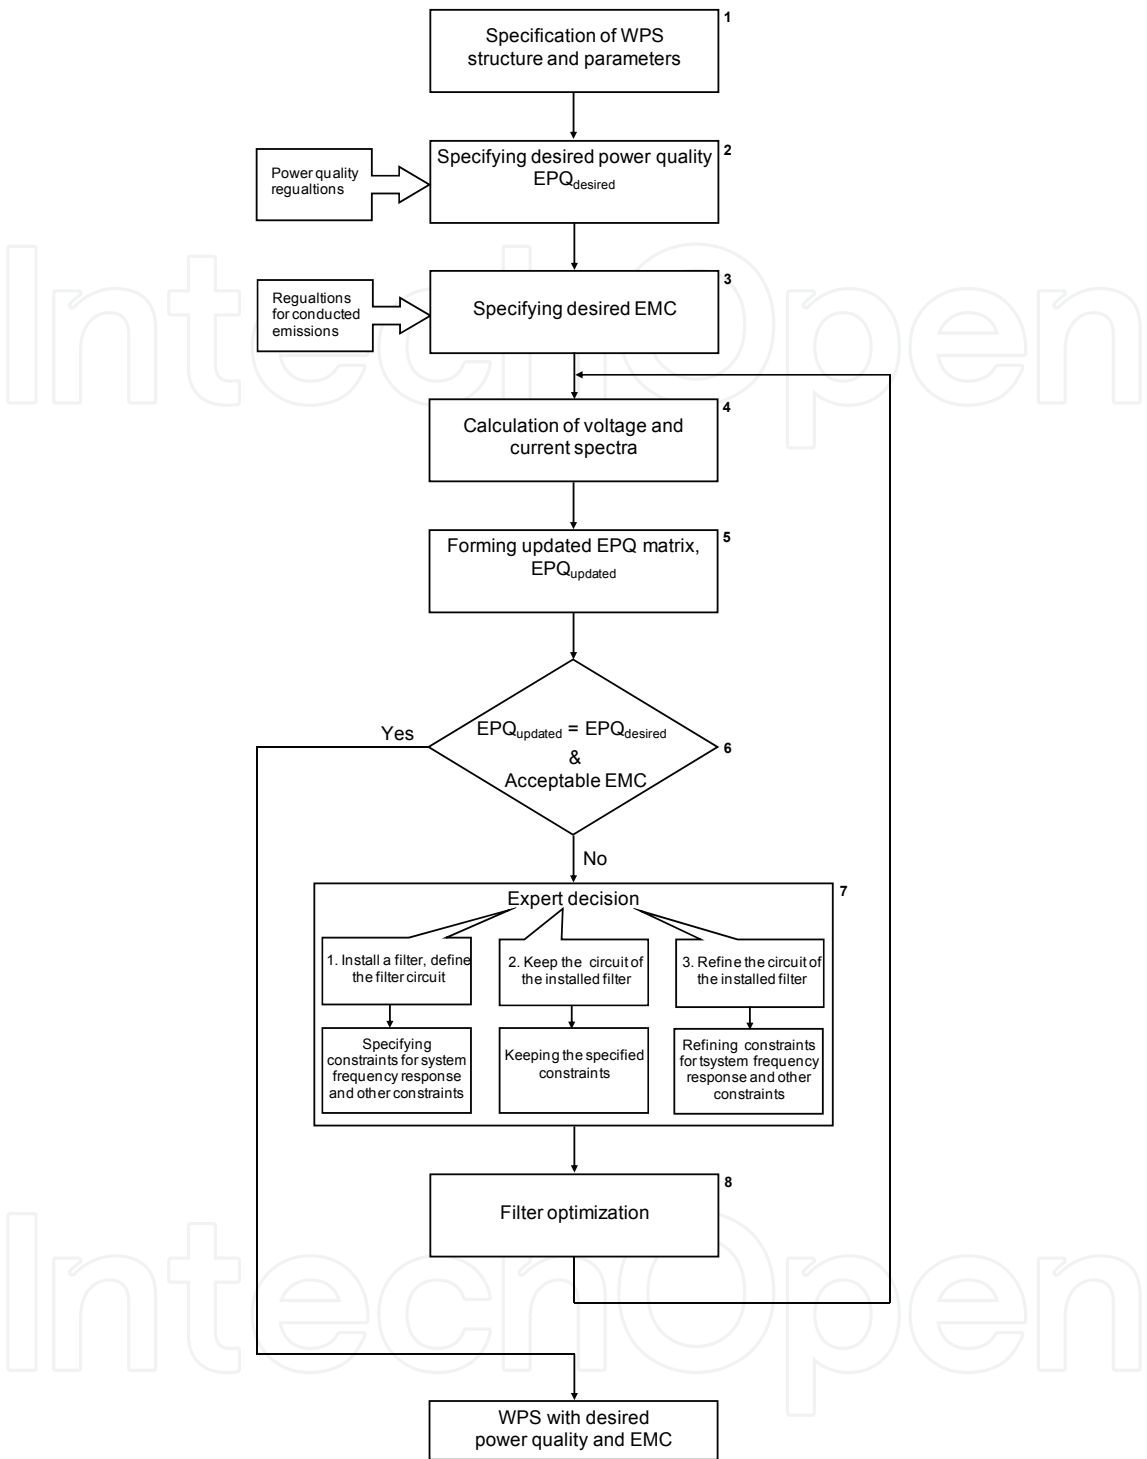 1
Specification of WPS
structure and parameters
2
Specifying desired power quality
EPQdesired
Power quality
regualtions
3
Specifying desired EMC
Regualtions
for conducted
emissions
4
Calculation of voltage and
current spectra
5
Forming updated EPQ matrix,
EPQupdated
Yes
EPQupdated = EPQdesired
&
Acceptable EMC
6
No
7
Expert decision
1. Install a filter, define
the filter circuit
2. Keep the circuit of
the installed filter
3. Refine the circuit of
the installed filter
Specifying
constraints for system
frequency response
and other constraints
Keeping the specified
constraints
Refining constraints
for tsystem frequency
response and other
constraints
8
Filter optimization
WPS with desired
power quality and EMC
IntechOpen
IntechOpen